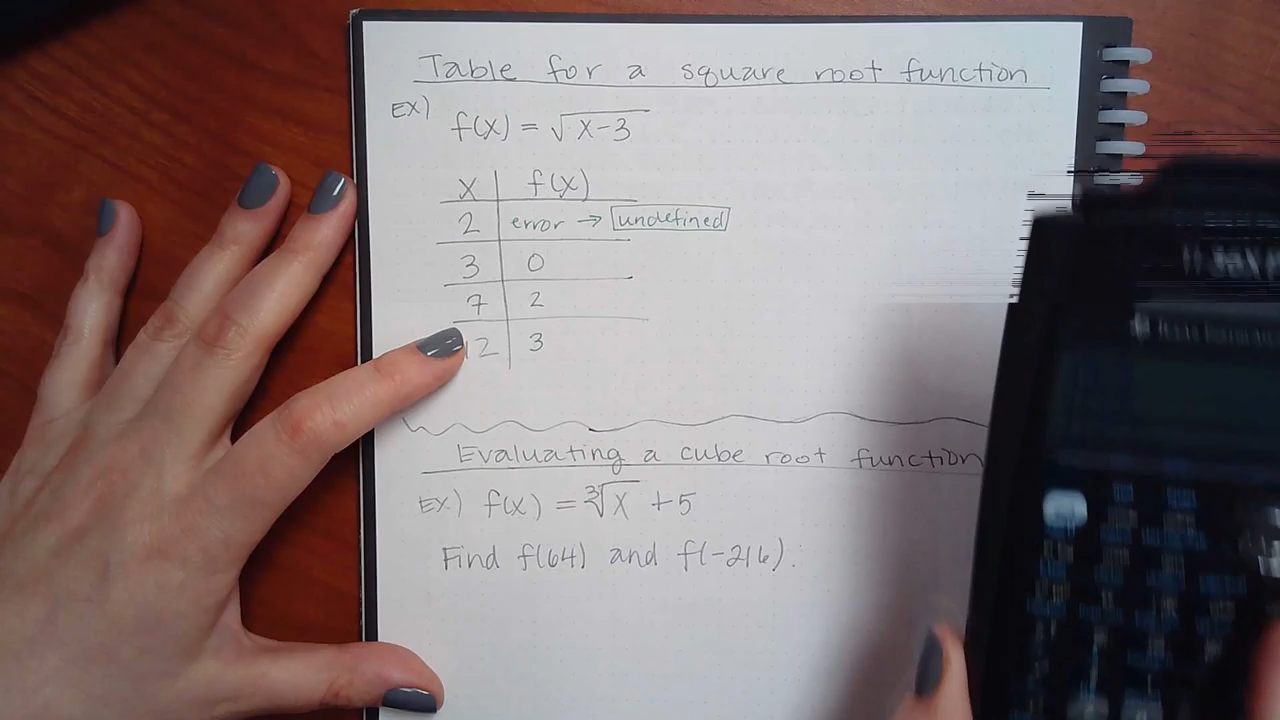 Table for a square root function
EX) f(x) = √x-3
x f(x)
2 error → undefined
3 0
7 2
12 3
Evaluating a cube root function
EX) f(x) = ∛x + 5
Find f(64) and f(-216).